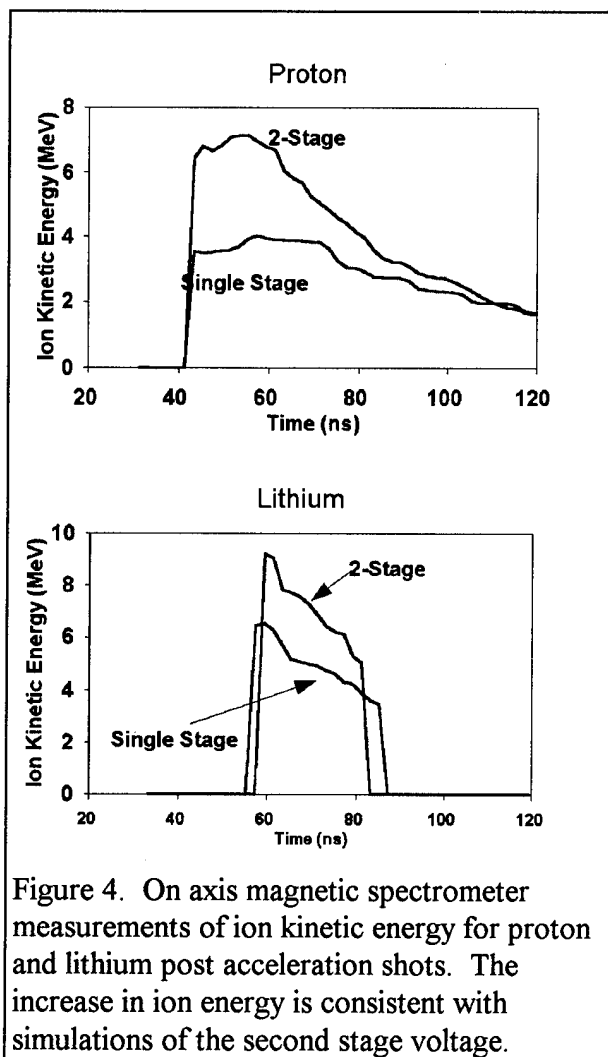 Proton
Ion Kinetic Energy (MeV)
8
6
4
2
0
2-Stage
Single Stage
20 40 60 80 100 120
Time (ns)
Lithium
Ion Kinetic Energy (MeV)
10
8
6
4
2
0
2-Stage
Single Stage
20 40 60 80 100 120
Time (ns)
Figure 4. On axis magnetic spectrometer
measurements of ion kinetic energy for proton
and lithium post acceleration shots. The
increase in ion energy is consistent with
simulations of the second stage voltage.